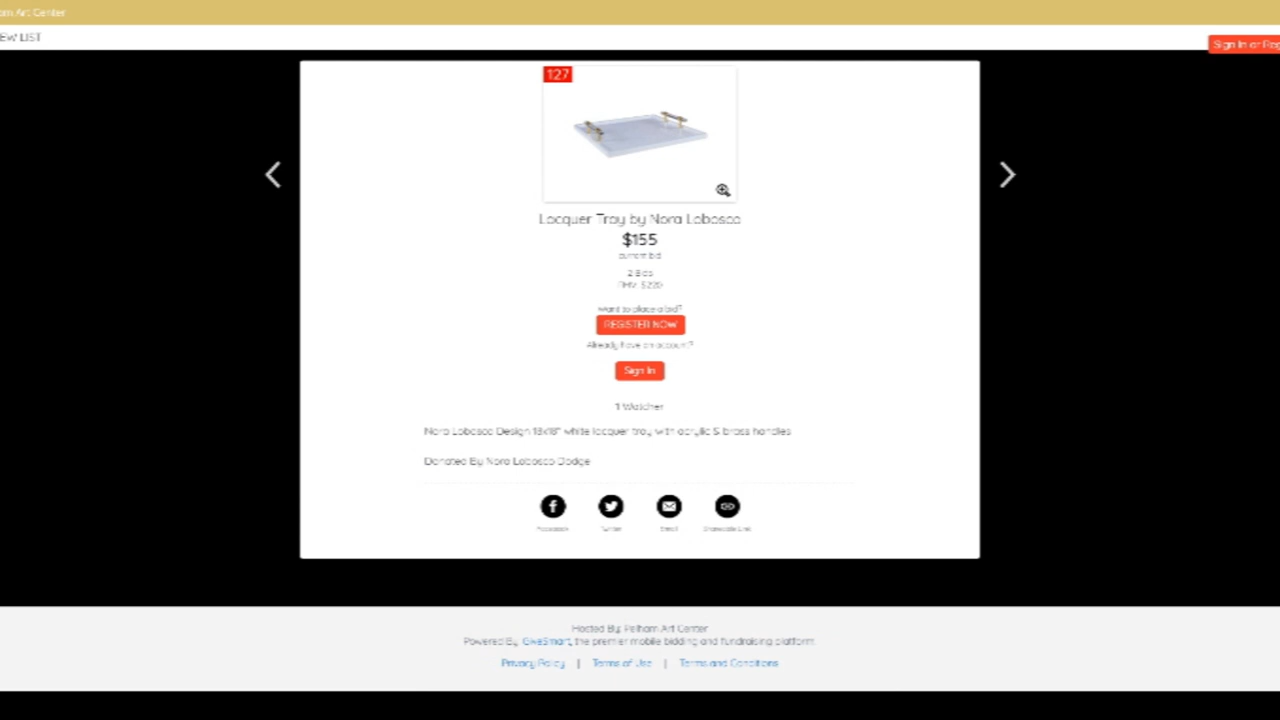 Art Center
EW LIST
Sign In or Reg
127
Lacquer Tray by Nora Lobosco
$155
current bid
2 Bids
FMV: $220
Want to place a bid?
REGISTER NOW
Already have an account?
Sign In
1 Watcher
Nora Lobosco Design 18x18" white lacquer tray with acrylic & brass handles
Donated By Nora Lobosco Dodge
Facebook Twitter Email Shareable Link
Hosted By: Pelham Art Center
Powered By GiveSmart, the premier mobile bidding and fundraising platform
Privacy Policy | Terms of Use | Terms and Conditions